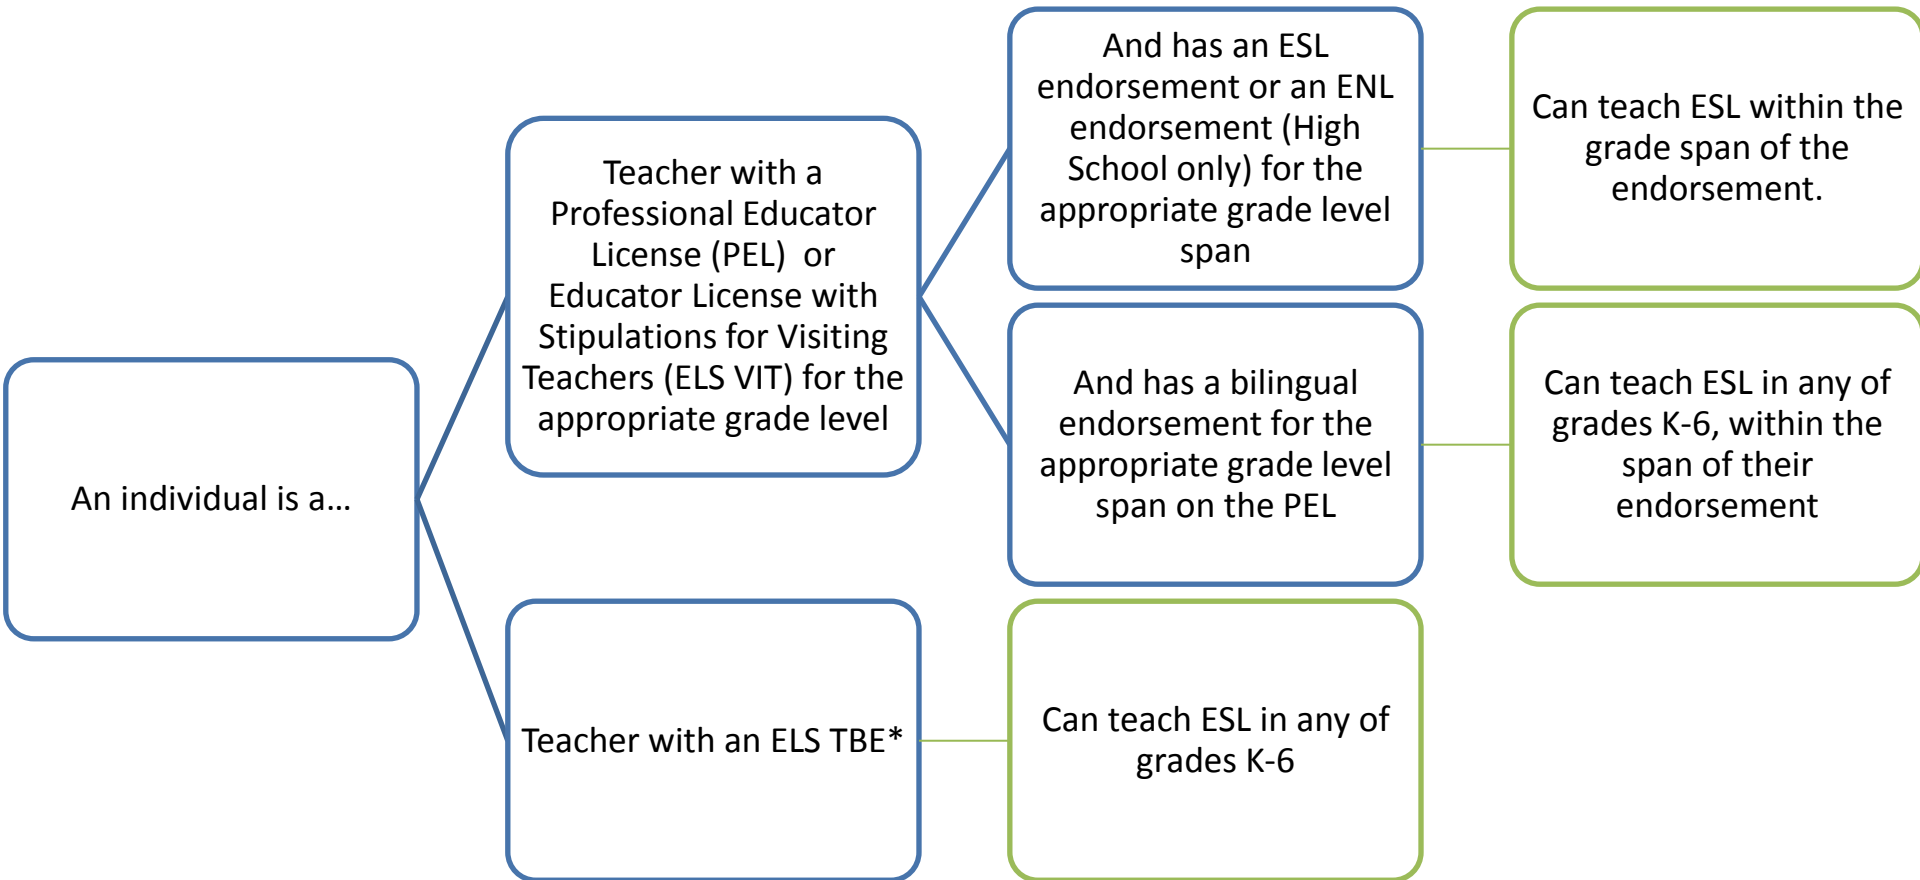 An individual is a...
Teacher with a
Professional Educator
License (PEL)  or
Educator License with
Stipulations for Visiting
Teachers (ELS VIT) for the
appropriate grade level
And has an ESL
endorsement or an ENL
endorsement (High
School only) for the
appropriate grade level
span
Can teach ESL within the
grade span of the
endorsement.
And has a bilingual
endorsement for the
appropriate grade level
span on the PEL
Can teach ESL in any of
grades K-6, within the
span of their
endorsement
Teacher with an ELS TBE*
Can teach ESL in any of
grades K-6